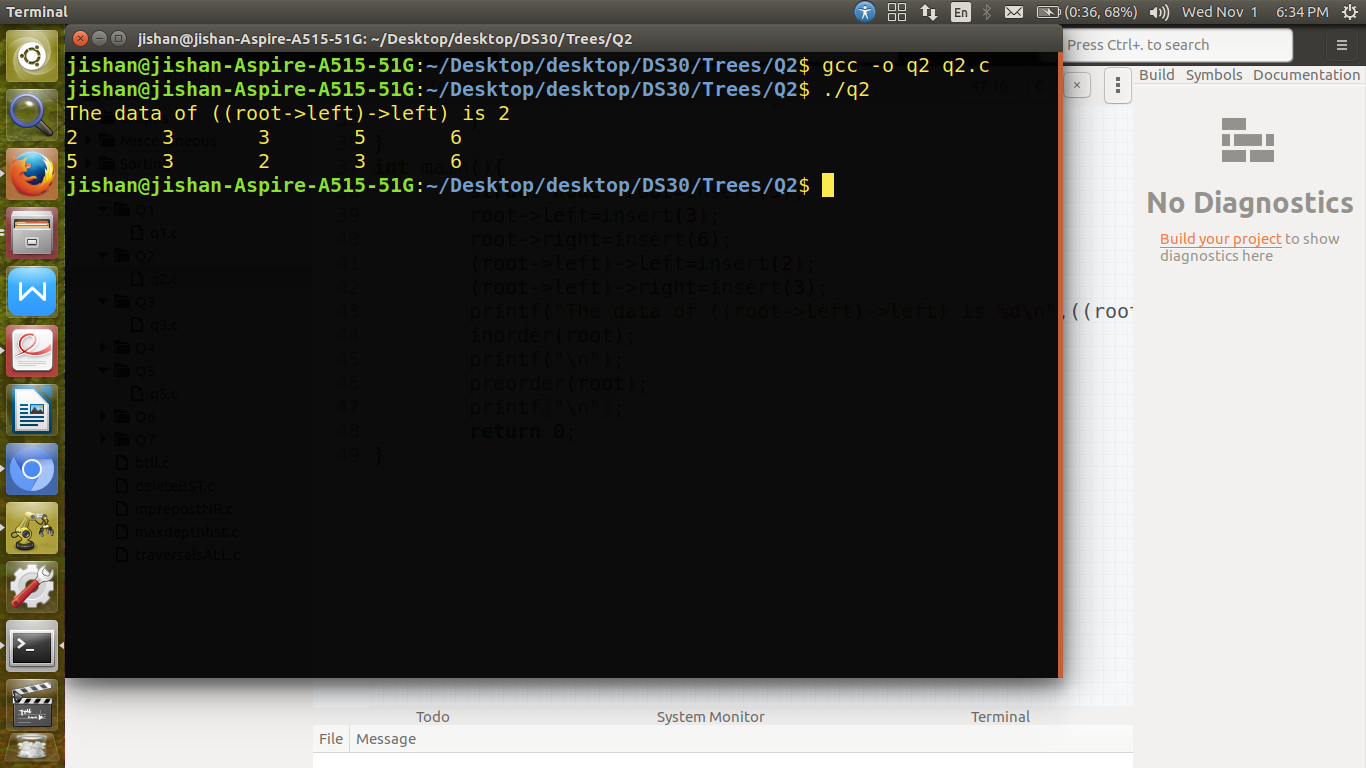 Terminal
En
(0:36, 68%)
Wed Nov 1
6:34 PM
jishan@jishan-Aspire-A515-51G: ~/Desktop/desktop/DS30/Trees/Q2
Press Ctrl+. to search
jishan@jishan-Aspire-A515-51G:~/Desktop/desktop/DS30/Trees/Q2$ gcc -o q2 q2.c
jishan@jishan-Aspire-A515-51G:~/Desktop/desktop/DS30/Trees/Q2$ ./q2
The data of ((root->left)->left) is 2
2 3 3 5 6
5 3 2 3 6
jishan@jishan-Aspire-A515-51G:~/Desktop/desktop/DS30/Trees/Q2$
Miscellaneous
Q1
q1.c
Q2
q2.c
Q3
q3.c
Q4
Q5
q5.c
Q6
Q7
btll.c
deleteBST.c
inprepostNR.c
maxdepthbst.c
traversalsALL.c
}
int main(){
39 root->left=insert(3);
40 root->right=insert(6);
41 (root->left)->left=insert(2);
42 (root->left)->right=insert(3);
43 printf("The data of ((root->left)->left) is %d\n",((root
44 inorder(root);
45 printf("\n");
46 preorder(root);
47 printf("\n");
48 return 0;
49 }
Build Symbols Documentation
No Diagnostics
Build your project to show
diagnostics here
Todo System Monitor Terminal
File Message